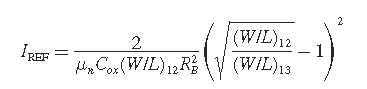 I_REF = 2 / (μ_n C_ox (W/L)_12 R_B^2) (√((W/L)_12 / (W/L)_13) − 1)^2